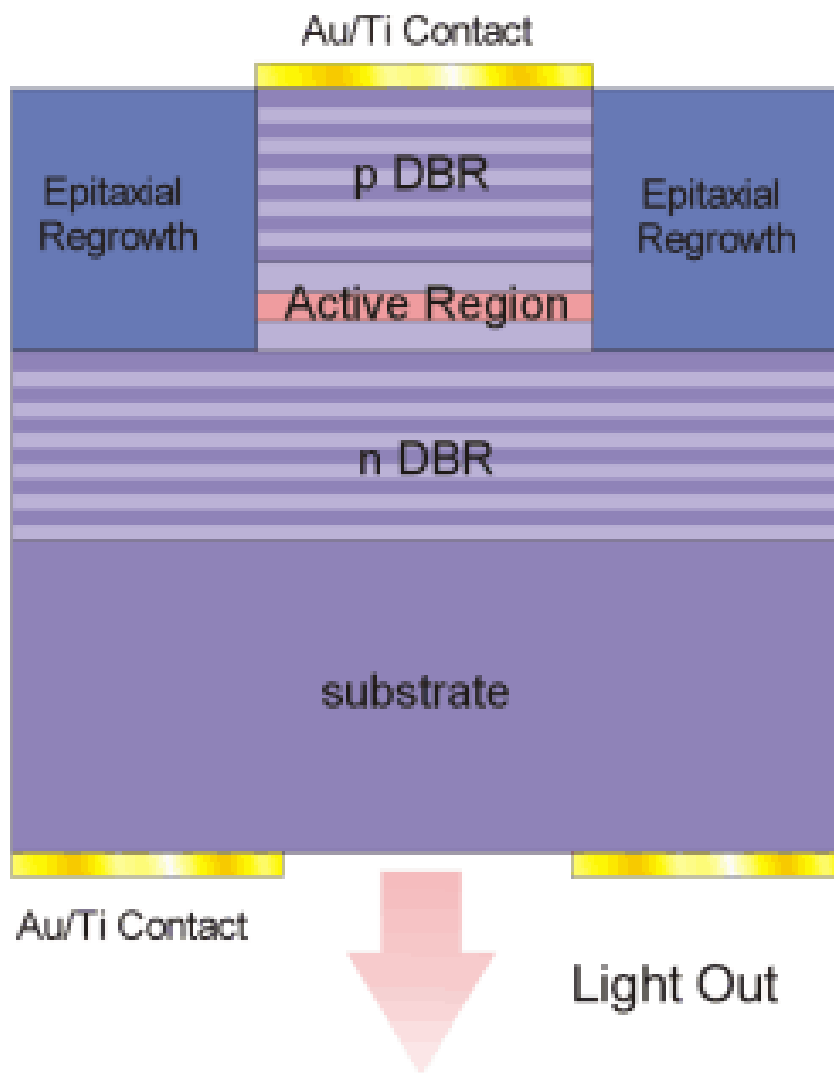 Au/Ti Contact
p DBR
Epitaxial
Regrowth
Epitaxial
Regrowth
Active Region
n DBR
substrate
Au/Ti Contact
Light Out